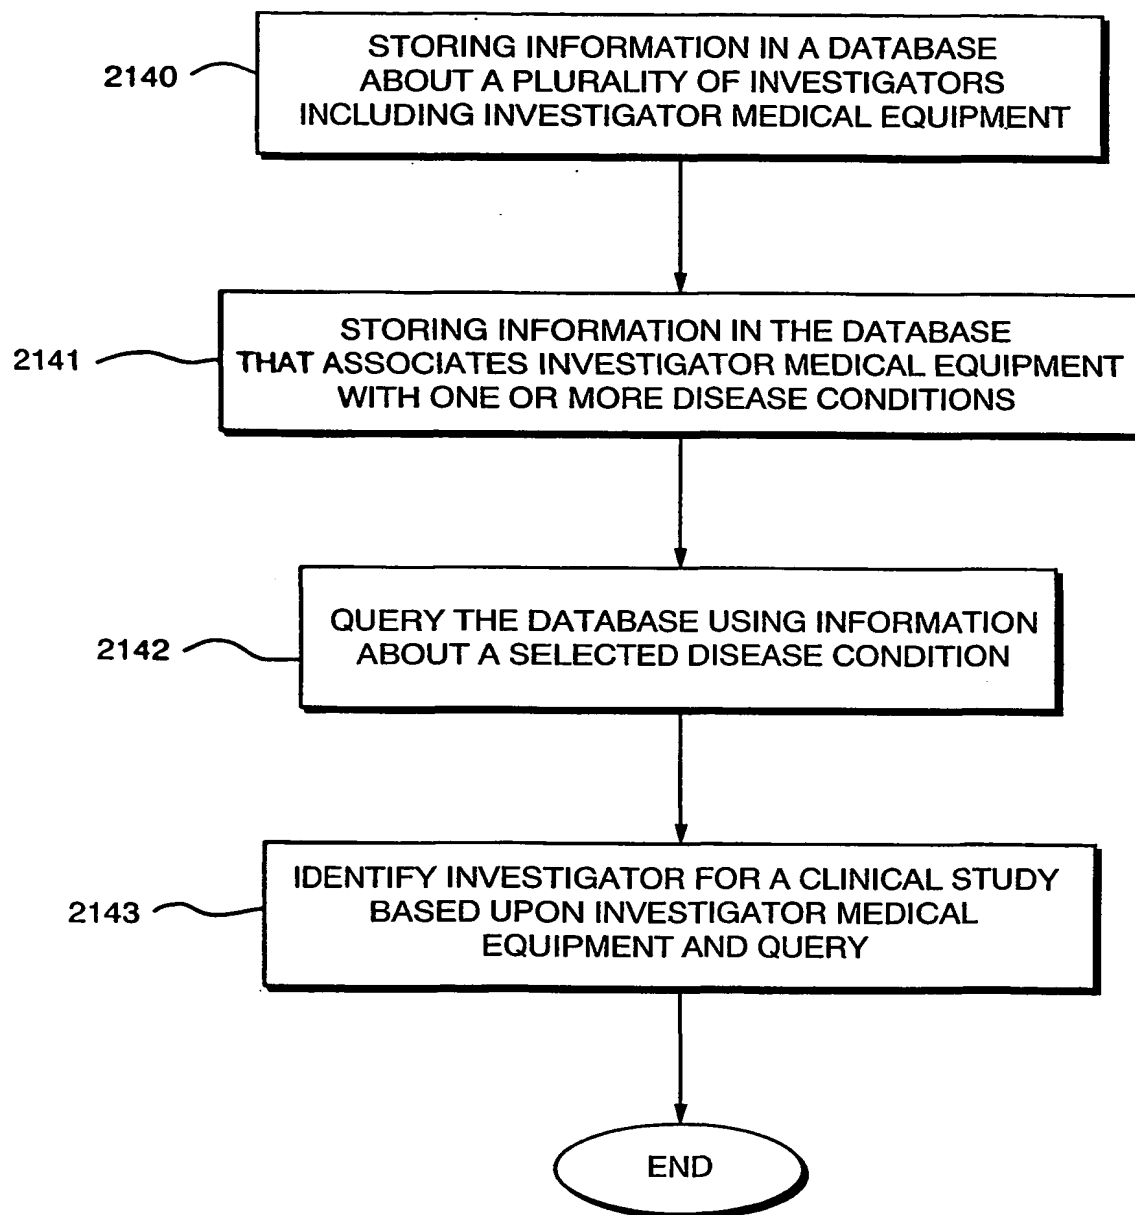 2140
STORING INFORMATION IN A DATABASE
ABOUT A PLURALITY OF INVESTIGATORS
INCLUDING INVESTIGATOR MEDICAL EQUIPMENT
2141
STORING INFORMATION IN THE DATABASE
THAT ASSOCIATES INVESTIGATOR MEDICAL EQUIPMENT
WITH ONE OR MORE DISEASE CONDITIONS
2142
QUERY THE DATABASE USING INFORMATION
ABOUT A SELECTED DISEASE CONDITION
2143
IDENTIFY INVESTIGATOR FOR A CLINICAL STUDY
BASED UPON INVESTIGATOR MEDICAL
EQUIPMENT AND QUERY
END